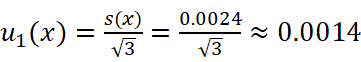 u₁(x) = s(x)/√3 = 0.0024/√3 ≈ 0.0014